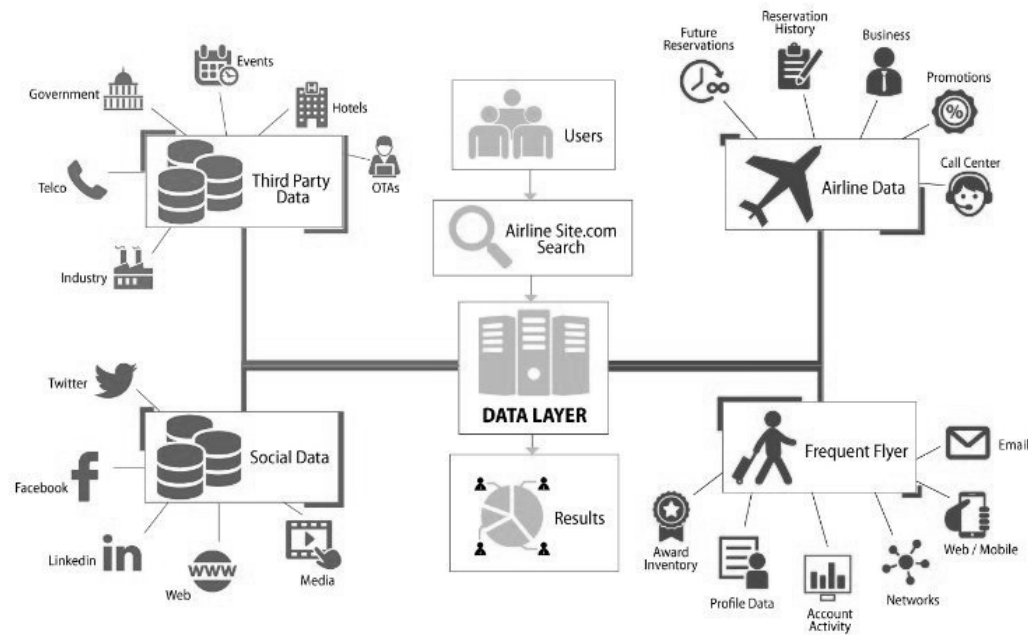 Government
Events
Hotels
OTAs
Telco
Industry
Third Party
Data
Users
Airline Site.com
Search
DATA LAYER
Results
Future
Reservations
Reservation
History
Business
Promotions
Call Center
Airline Data
Twitter
Facebook
Linkedin
www
Web
Media
Social Data
Frequent Flyer
Email
Web / Mobile
Networks
Account
Activity
Profile Data
Award
Inventory
H
%